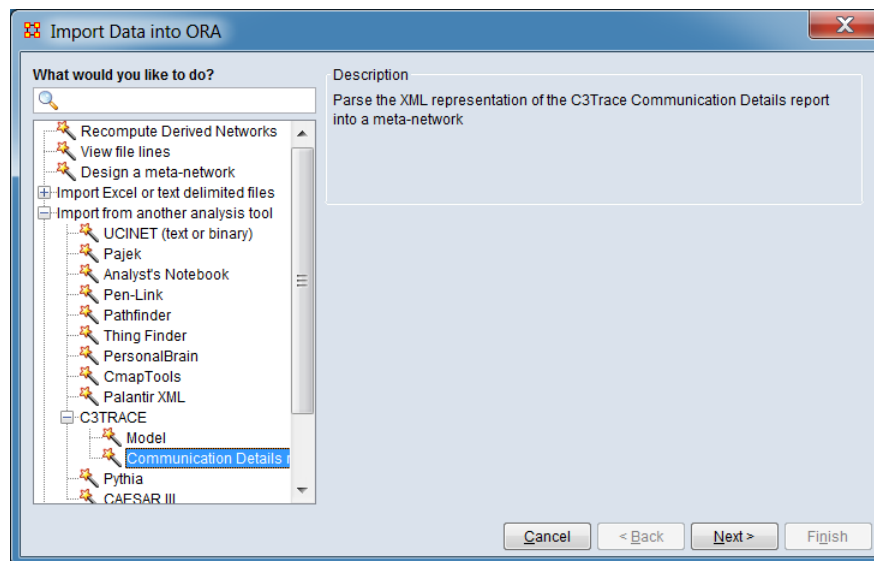 Import Data into ORA
X
What would you like to do?
Recompute Derived Networks
View file lines
Design a meta-network
Import Excel or text delimited files
Import from another analysis tool
UCINET (text or binary)
Pajek
Analyst's Notebook
Pen-Link
Pathfinder
Thing Finder
PersonalBrain
CmapTools
Palantir XML
C3TRACE
Model
Communication Details
Pythia
CAESAR III
Description
Parse the XML representation of the C3Trace Communication Details report
into a meta-network
Cancel
< Back
Next >
Finish